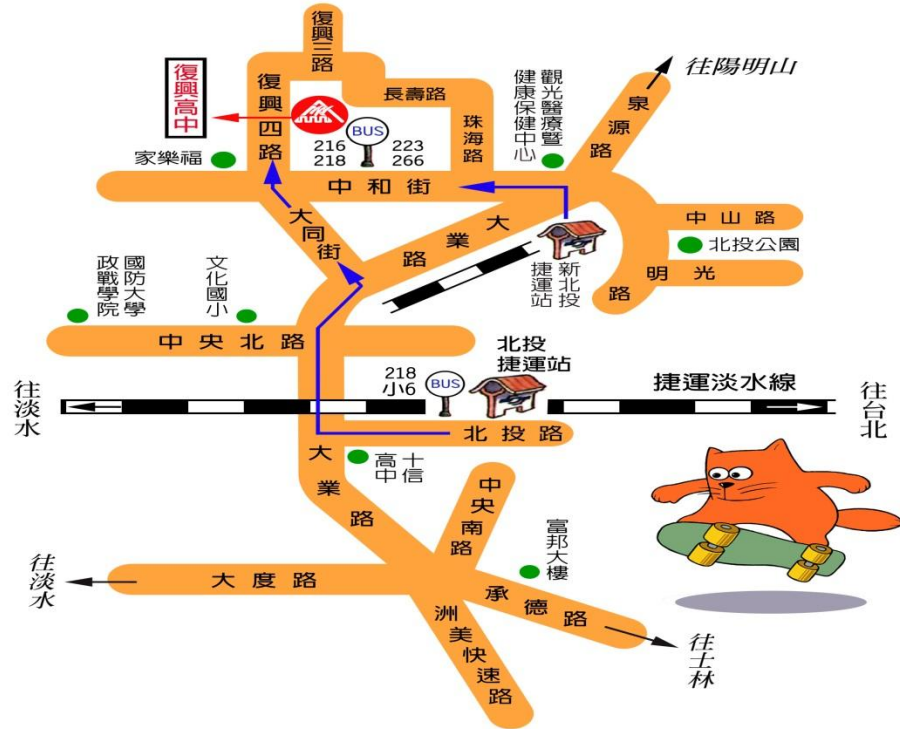 復興三路
往陽明山
復興高中
復興四路
長壽路
觀光醫療暨
健康保健中心
泉源路
BUS
216 223
218 266
珠海路
家樂福
中和街
大同街
大業路
新北投
捷運站
中山路
北投公園
明光路
國防大學
政戰學院
文化國小
中央北路
北投
捷運站
218
小6
BUS
捷運淡水線
往淡水
往台北
北投路
大業路
十信
高中
中央南路
富邦大樓
往淡水
大度路
承德路
洲美快速路
往士林